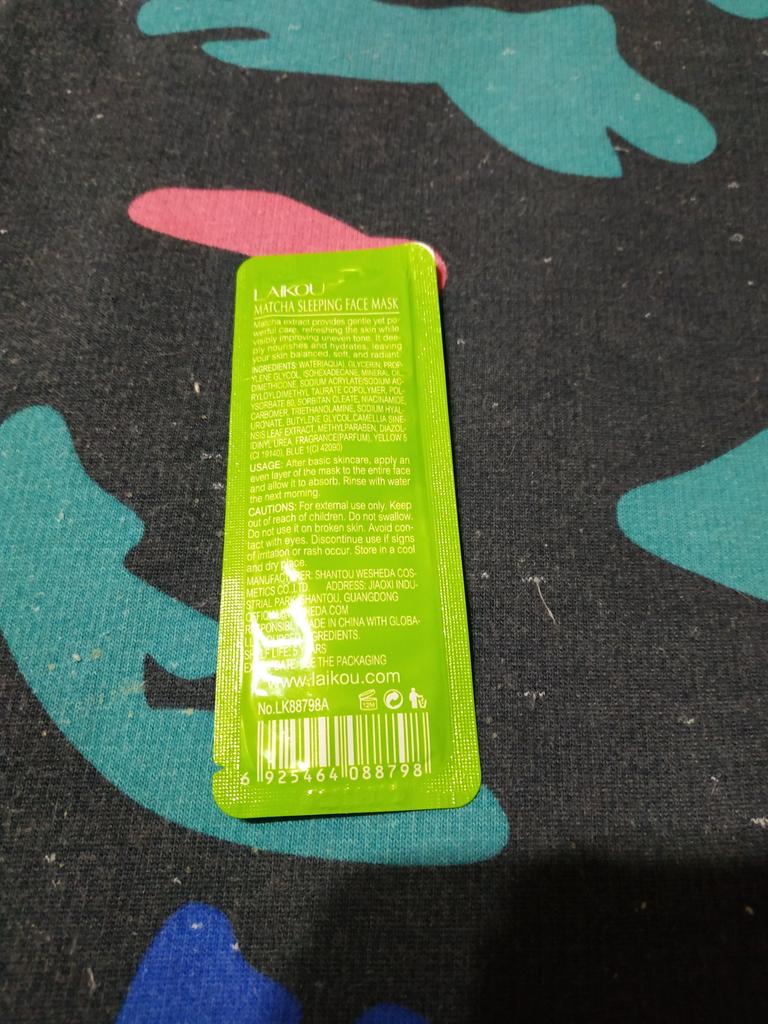 LAIKOU
MATCHA SLEEPING FACE MASK
Matcha extract provides gentle yet po-
werful care, refreshing the skin while
visibly improving uneven tone. It dee-
ply nourishes and hydrates, leaving
your skin balanced, soft, and radiant.
INGREDIENTS: WATER(AQUA), GLYCERIN, PROP-
YLENE GLYCOL, ISOHEXADECANE, MINERAL OIL,
DIMETHICONE, SODIUM ACRYLATE/SODIUM AC-
RYLOYLDIMETHYL TAURATE COPOLYMER, POL-
YSORBATE 80, SORBITAN OLEATE, NIACINAMIDE,
CARBOMER, TRIETHANOLAMINE, SODIUM HYAL-
URONATE, BUTYLENE GLYCOL,CAMELLIA SINE-
NSIS LEAF EXTRACT, METHYLPARABEN, DIAZOL-
IDINYL UREA, FRAGRANCE(PARFUM), YELLOW 5
(CI 19140), BLUE 1(CI 42090)
USAGE: After basic skincare, apply an
even layer of the mask to the entire face
and allow it to absorb. Rinse with water
the next morning.
CAUTIONS: For external use only. Keep
out of reach of children. Do not swallow.
Do not use it on broken skin. Avoid con-
tact with eyes. Discontinue use if signs
of irritation or rash occur. Store in a cool
and dry place.
MANUFACTURER: SHANTOU WESHEDA COS-
METICS CO.,LTD ADDRESS: JIAOXI INDU-
STRIAL PARK, SHANTOU, GUANGDONG
MADE IN CHINA WITH GLOBA-
INGREDIENTS.
SHELF LIFE: 5 YEARS
THE PACKAGING
www.laikou.com
No.LK88798A
12M
6 925464 088798